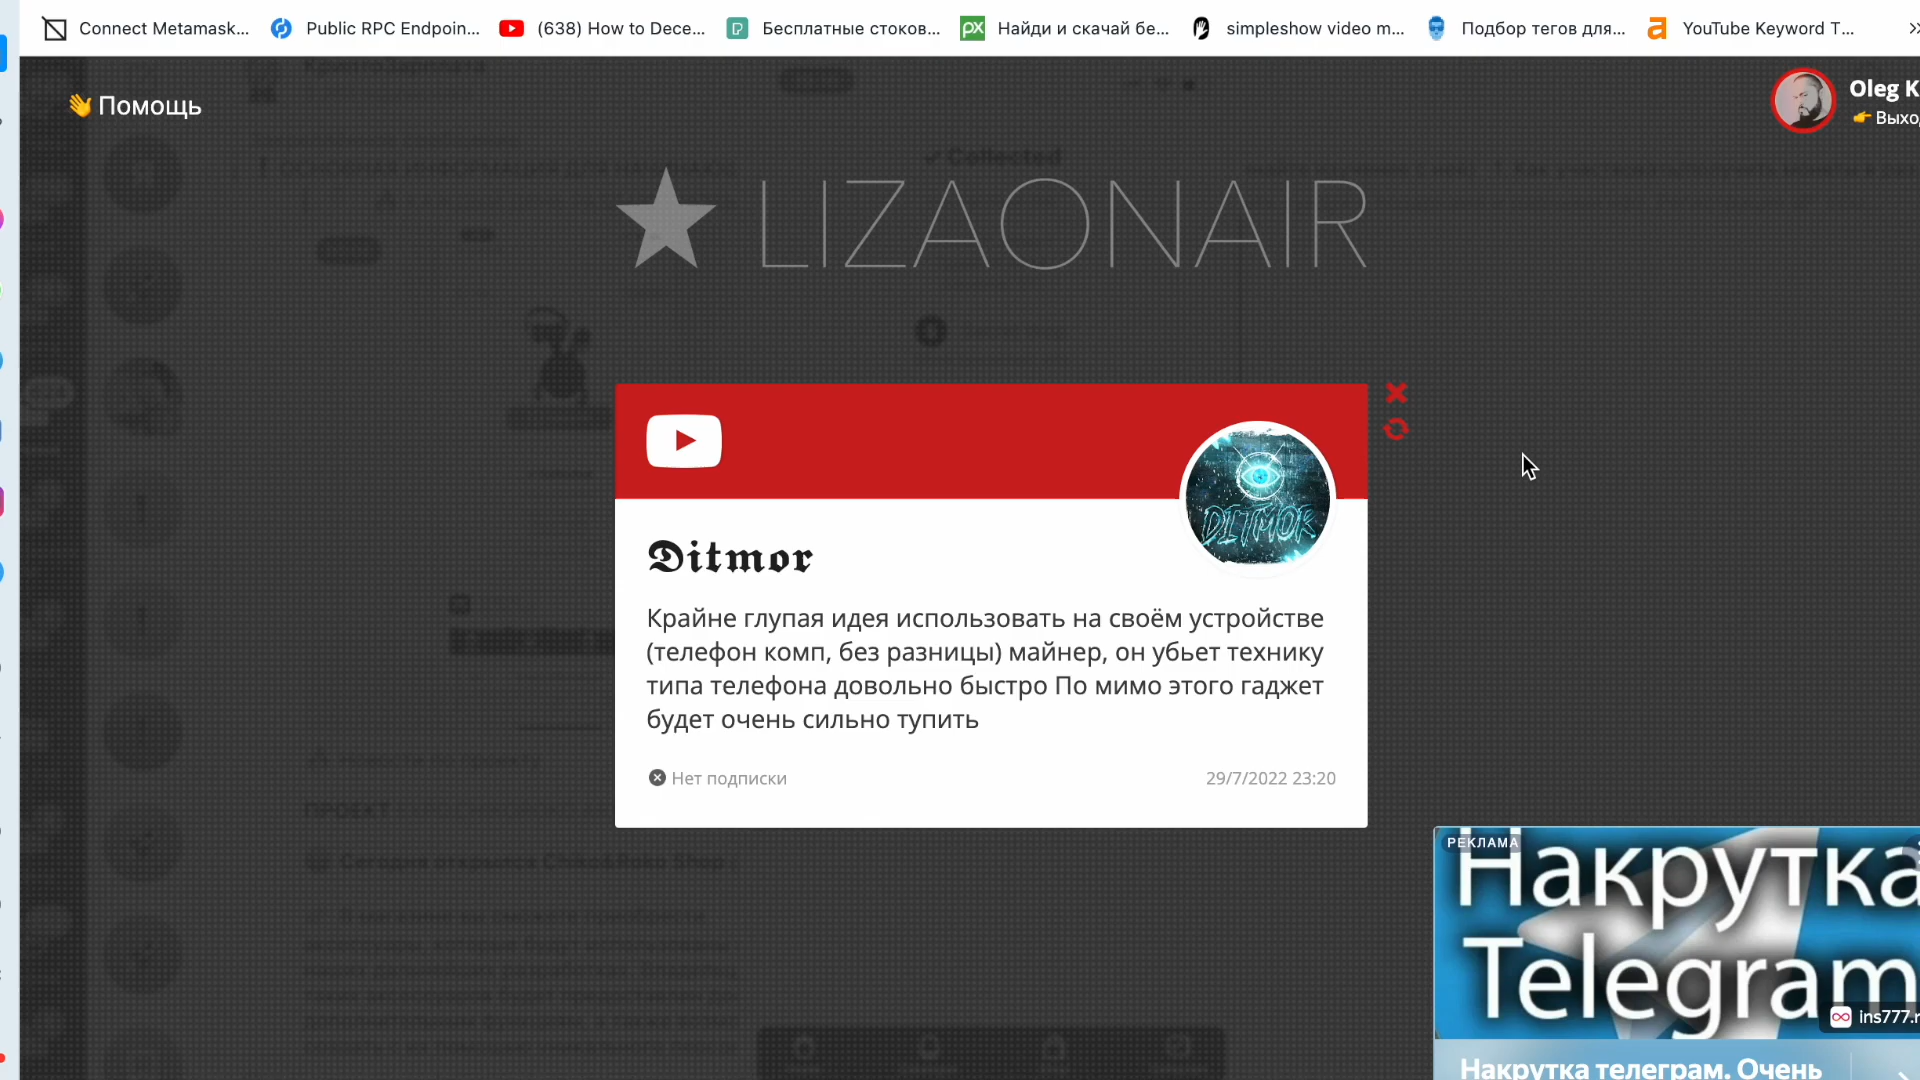 Connect Metamask... Public RPC Endpoin... (638) How to Dece... Бесплатные стоков... Найди и скачай бе... simpleshow video m... Подбор тегов для... YouTube Keyword T...
👋 Помощь
Oleg K
👉 Выхо
Collected
LIZAONAIR
DITMOR
𝕯𝖎𝖙𝖒𝖔𝖗
Крайне глупая идея использовать на своём устройстве
(телефон комп, без разницы) майнер, он убьет технику
типа телефона довольно быстро По мимо этого гаджет
будет очень сильно тупить
Нет подписки 29/7/2022 23:20
ПРОЕКТ
РЕКЛАМА
Накрутка
Telegram
ins777.r
Накрутка телеграм. Очень